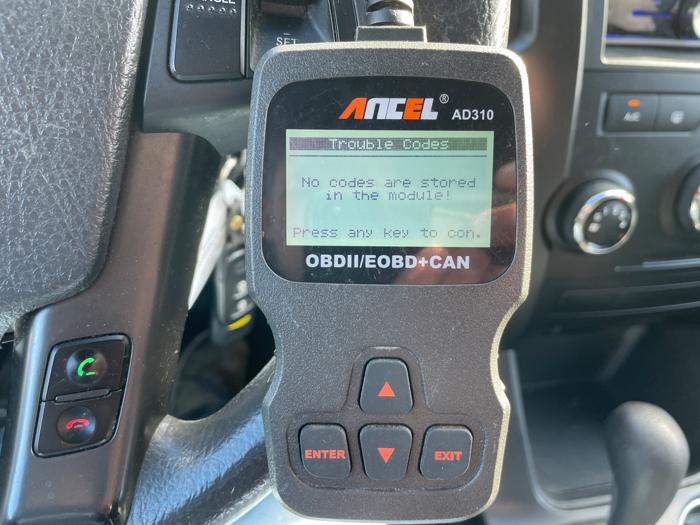 CANCEL
SET
ANCEL® AD310
Trouble Codes
No codes are stored
in the module!
Press any key to con.
OBDII/EOBD+CAN
ENTER
EXIT
A/C